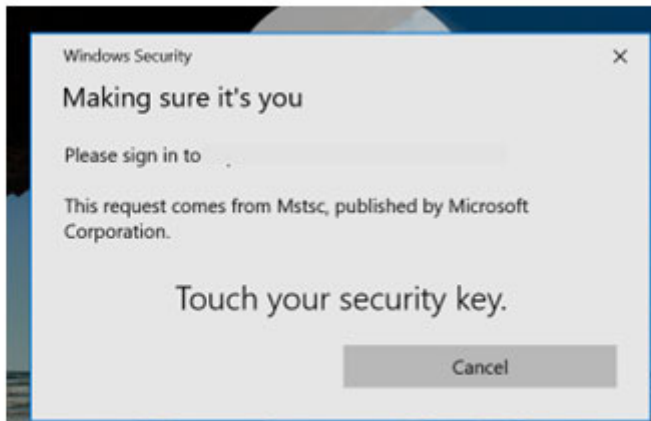 Windows Security
Making sure it's you
Please sign in to
This request comes from Mstsc, published by Microsoft
Corporation.
Touch your security key.
Cancel